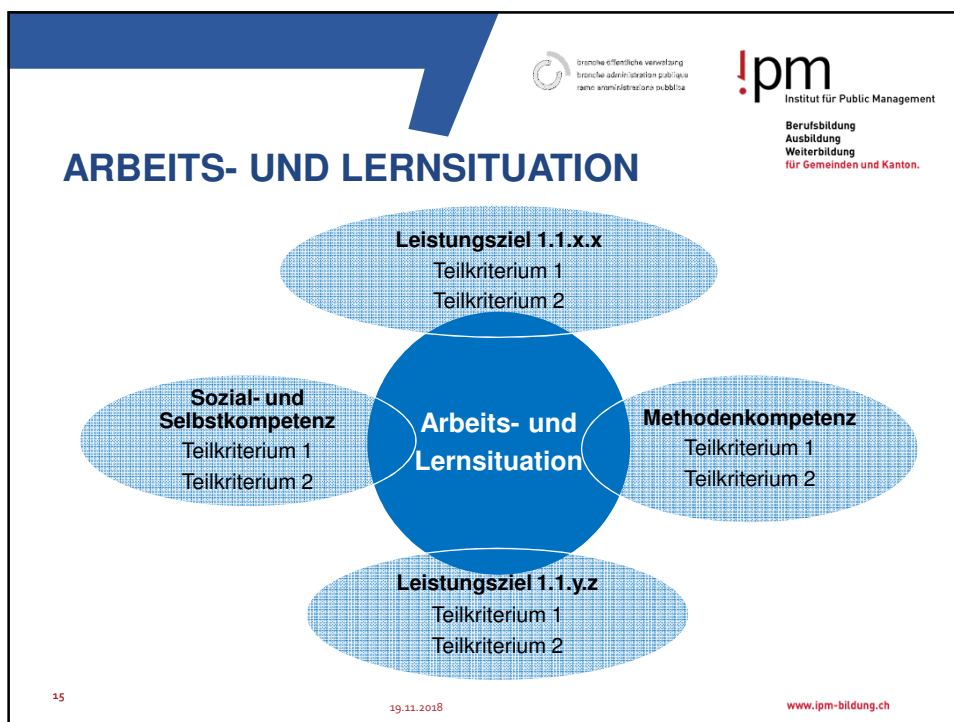 branche öffentliche verwaltung
branche administration publique
ramo amministrazione pubblica
!pm
Institut für Public Management
Berufsbildung
Ausbildung
Weiterbildung
für Gemeinden und Kanton.
ARBEITS- UND LERNSITUATION
Leistungsziel 1.1.x.x
Teilkriterium 1
Teilkriterium 2
Sozial- und
Selbstkompetenz
Teilkriterium 1
Teilkriterium 2
Arbeits- und
Lernsituation
Methodenkompetenz
Teilkriterium 1
Teilkriterium 2
Leistungsziel 1.1.y.z
Teilkriterium 1
Teilkriterium 2
15
19.11.2018
www.ipm-bildung.ch